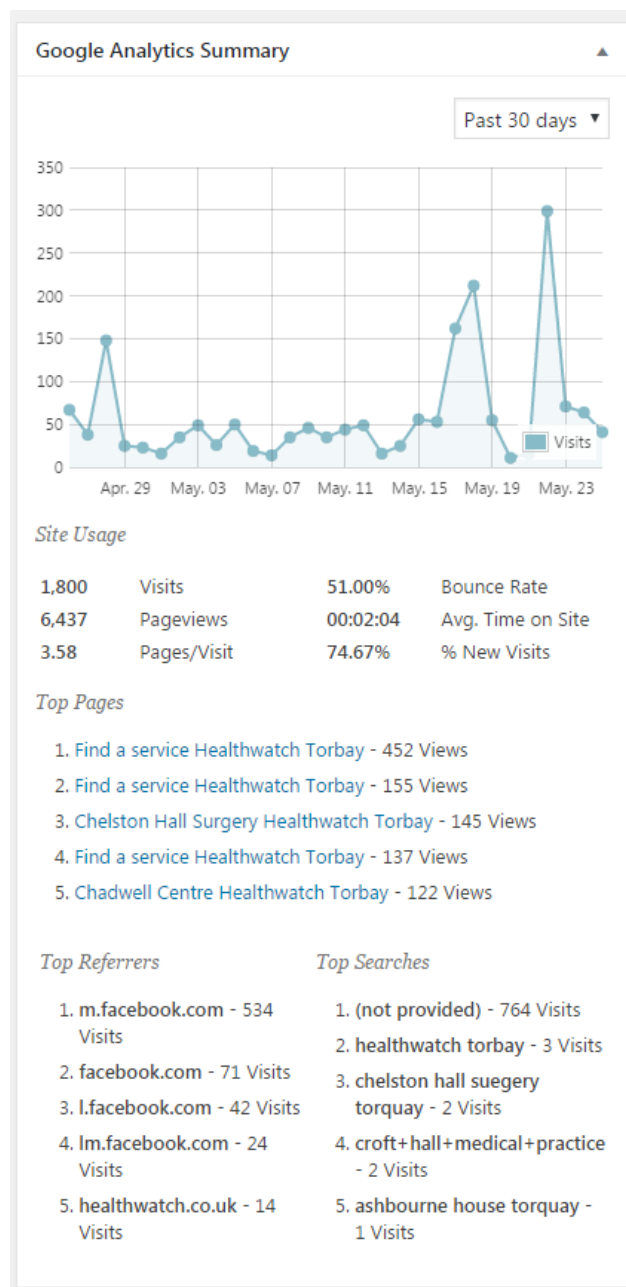 Google Analytics Summary
Past 30 days
350
300
250
200
150
100
50
0
Visits
Apr. 29 May. 03 May. 07 May. 11 May. 15 May. 19 May. 23
Site Usage
1,800 Visits 51.00% Bounce Rate
6,437 Pageviews 00:02:04 Avg. Time on Site
3.58 Pages/Visit 74.67% % New Visits
Top Pages
1. Find a service Healthwatch Torbay - 452 Views
2. Find a service Healthwatch Torbay - 155 Views
3. Chelston Hall Surgery Healthwatch Torbay - 145 Views
4. Find a service Healthwatch Torbay - 137 Views
5. Chadwell Centre Healthwatch Torbay - 122 Views
Top Referrers
1. m.facebook.com - 534
Visits
2. facebook.com - 71 Visits
3. l.facebook.com - 42 Visits
4. lm.facebook.com - 24
Visits
5. healthwatch.co.uk - 14
Visits
Top Searches
1. (not provided) - 764 Visits
2. healthwatch torbay - 3 Visits
3. chelston hall suegery
torquay - 2 Visits
4. croft+hall+medical+practice
- 2 Visits
5. ashbourne house torquay -
1 Visits